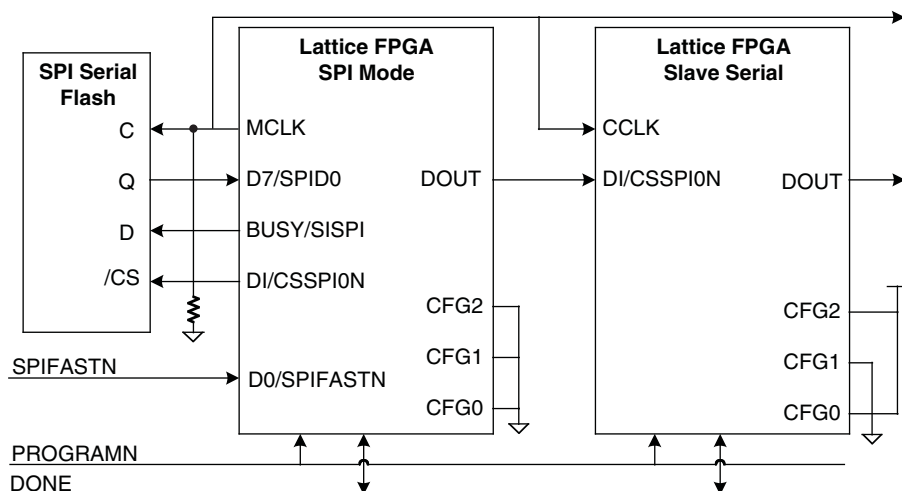 SPI Serial
Flash
C
Q
D
/CS
Lattice FPGA
SPI Mode
MCLK
D7/SPID0
BUSY/SISPI
DI/CSSPI0N
D0/SPIFASTN
DOUT
CFG2
CFG1
CFG0
Lattice FPGA
Slave Serial
CCLK
DI/CSSPI0N
DOUT
CFG2
CFG1
CFG0
SPIFASTN
PROGRAMN
DONE